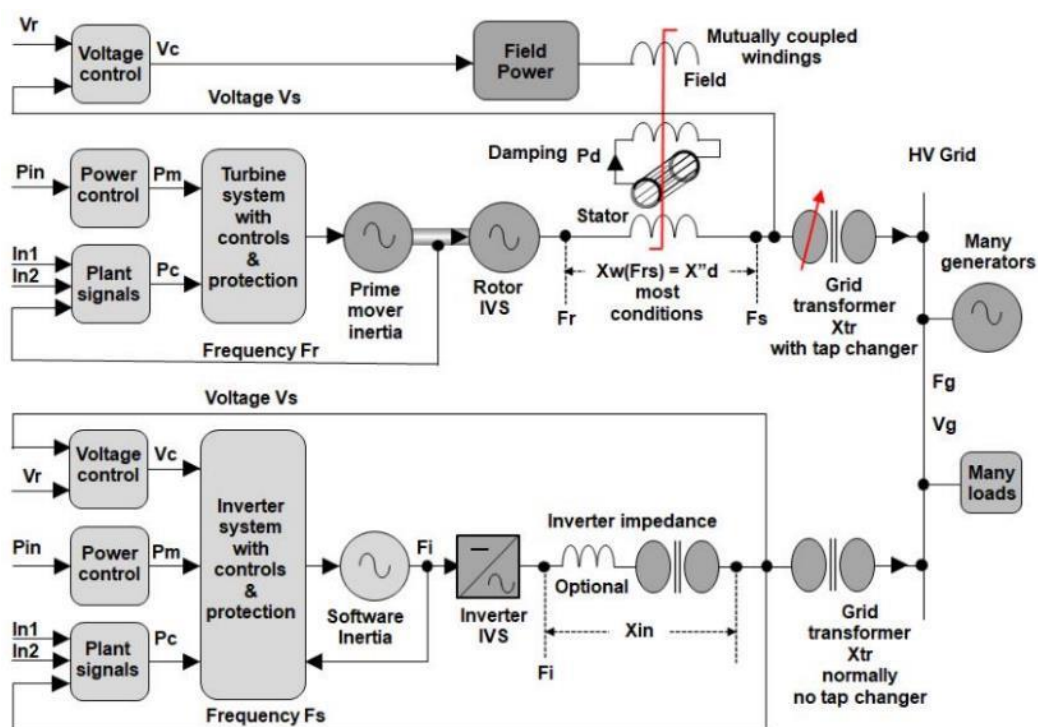 Vr
Voltage
control
Vc
Field
Power
Mutually coupled
windings
Field
Voltage Vs
Pin
Power
control
Pm
Turbine
system
with
controls
&
protection
Damping
Pd
HV Grid
In1
In2
Plant
signals
Pc
Prime
mover
inertia
Rotor
IVS
Stator
Xw(Frs) = X"d
most
conditions
Fr
Fs
Grid
transformer
Xtr
with tap changer
Many
generators
Frequency Fr
Fg
Vg
Voltage Vs
Voltage
control
Vc
Vr
Inverter
system
with
controls
&
protection
Many
loads
Pin
Power
control
Pm
Fi
Software
Inertia
Inverter
IVS
Inverter impedance
Optional
Xin
Fi
Grid
transformer
Xtr
normally
no tap changer
In1
In2
Plant
signals
Pc
Frequency Fs